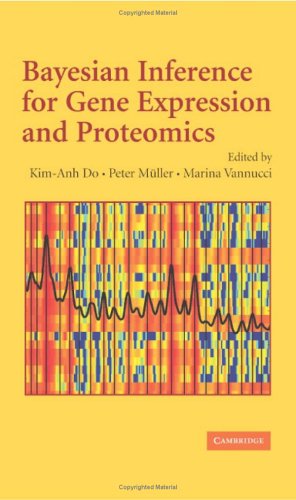 Bayesian Inference
for Gene Expression
and Proteomics
Edited by
Kim-Anh Do • Peter Müller • Marina Vannucci
CAMBRIDGE